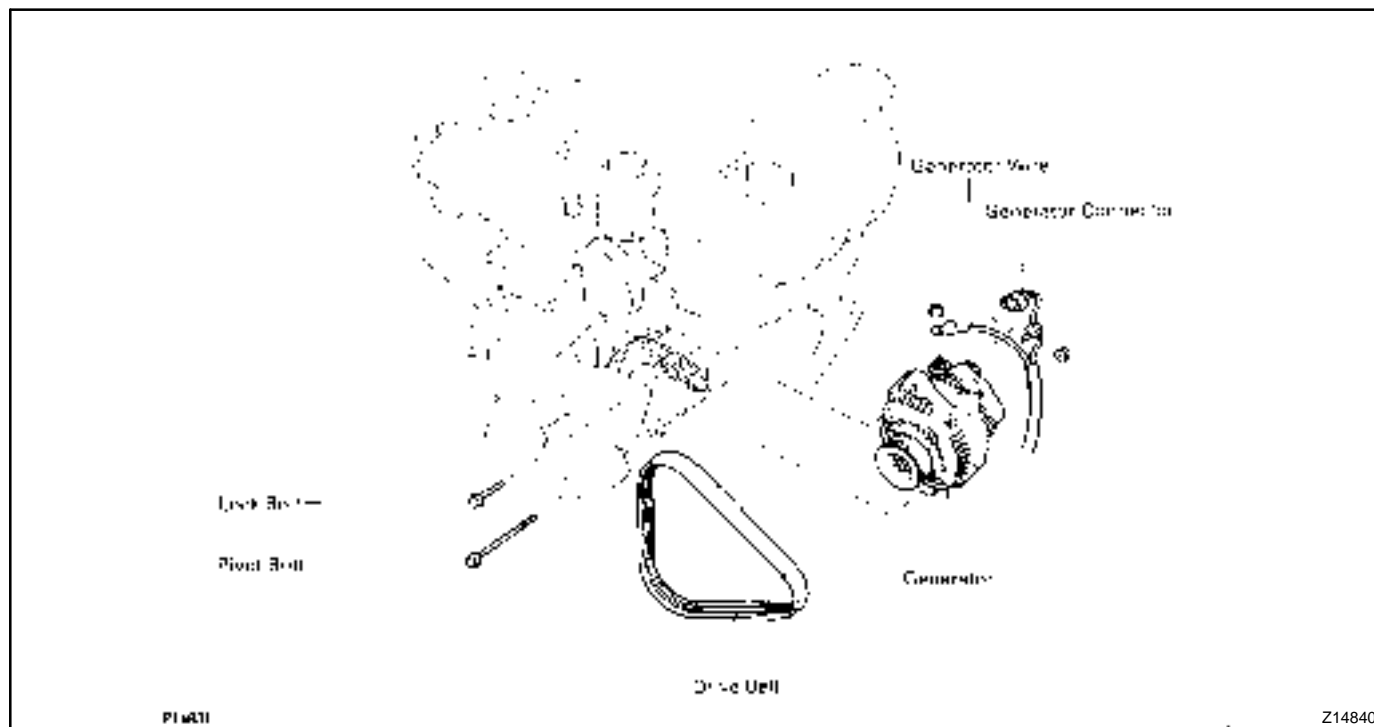 Generator Wire
Generator Connector
Lock Bolt
Pivot Bolt
Generator
Drive Belt
Z14840